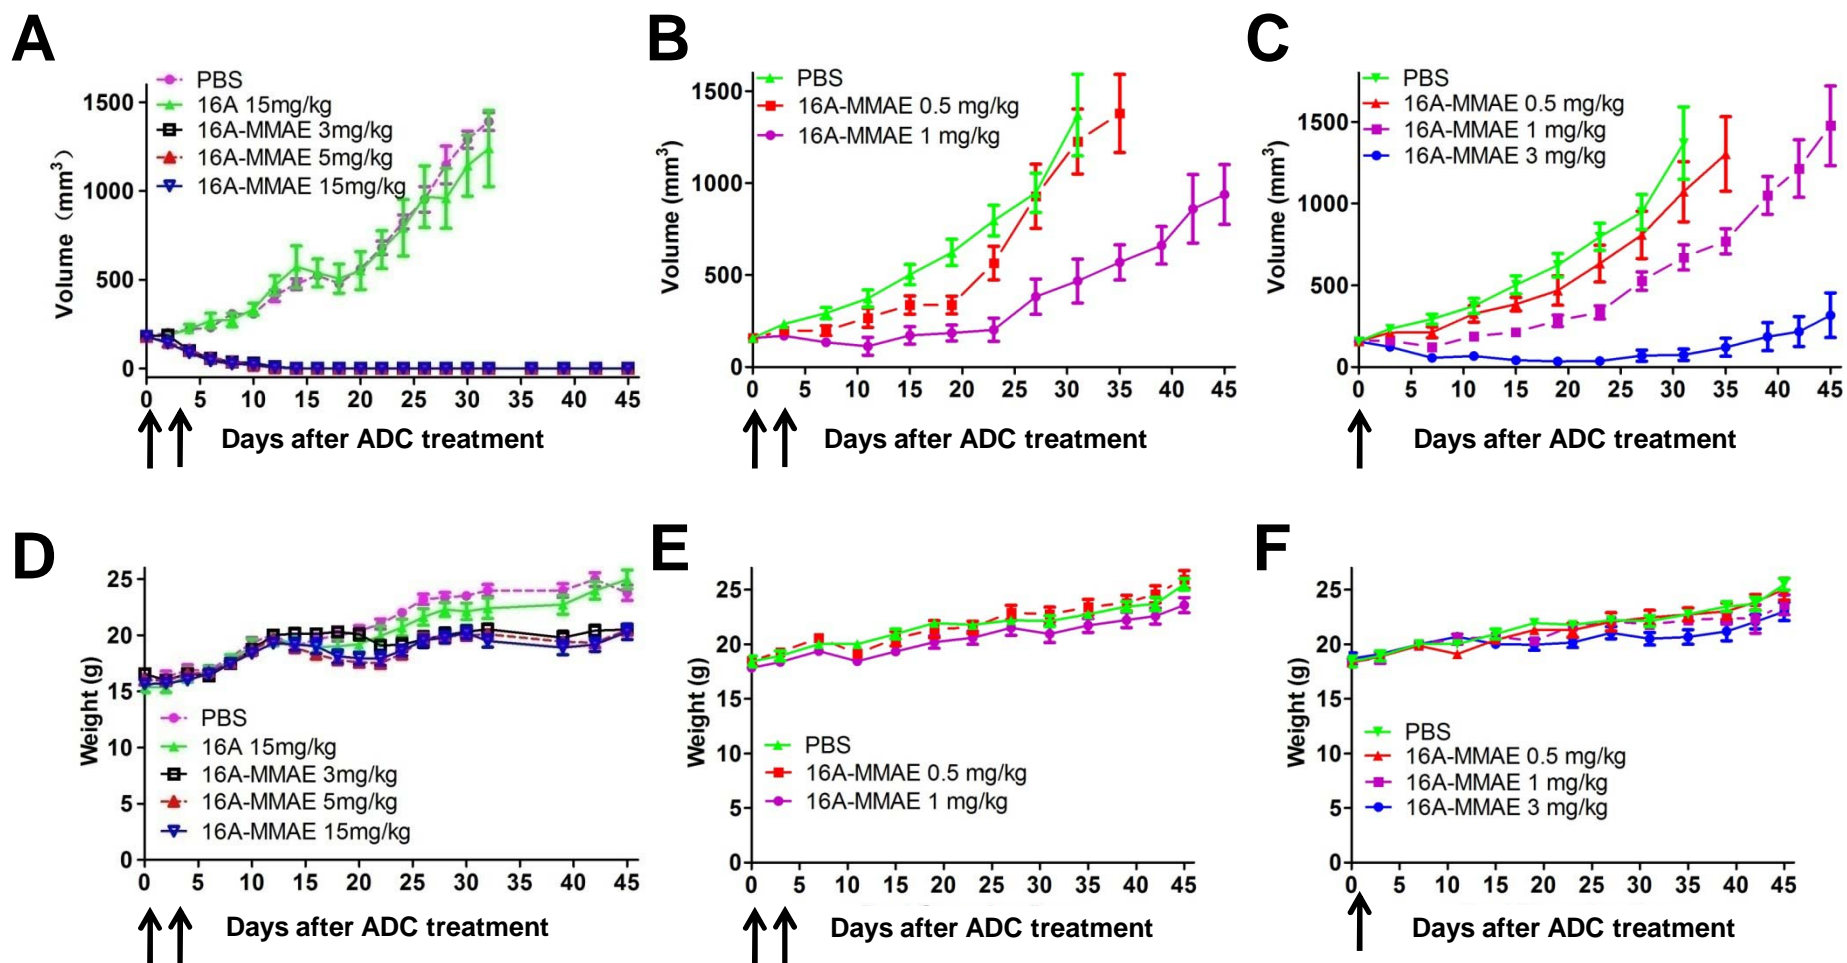 A
PBS
16A 15mg/kg
16A-MMAE 3mg/kg
16A-MMAE 5mg/kg
16A-MMAE 15mg/kg
Volume (mm³)
1500
1000
500
0
0 5 10 15 20 25 30 35 40 45
Days after ADC treatment
B
PBS
16A-MMAE 0.5 mg/kg
16A-MMAE 1 mg/kg
Volume (mm³)
1500
1000
500
0
0 5 10 15 20 25 30 35 40 45
Days after ADC treatment
C
PBS
16A-MMAE 0.5 mg/kg
16A-MMAE 1 mg/kg
16A-MMAE 3 mg/kg
Volume (mm³)
1500
1000
500
0
0 5 10 15 20 25 30 35 40 45
Days after ADC treatment
D
Weight (g)
25
20
15
10
5
0
PBS
16A 15mg/kg
16A-MMAE 3mg/kg
16A-MMAE 5mg/kg
16A-MMAE 15mg/kg
0 5 10 15 20 25 30 35 40 45
Days after ADC treatment
E
Weight (g)
25
20
15
10
5
0
PBS
16A-MMAE 0.5 mg/kg
16A-MMAE 1 mg/kg
0 5 10 15 20 25 30 35 40 45
Days after ADC treatment
F
Weight (g)
25
20
15
10
5
0
PBS
16A-MMAE 0.5 mg/kg
16A-MMAE 1 mg/kg
16A-MMAE 3 mg/kg
0 5 10 15 20 25 30 35 40 45
Days after ADC treatment